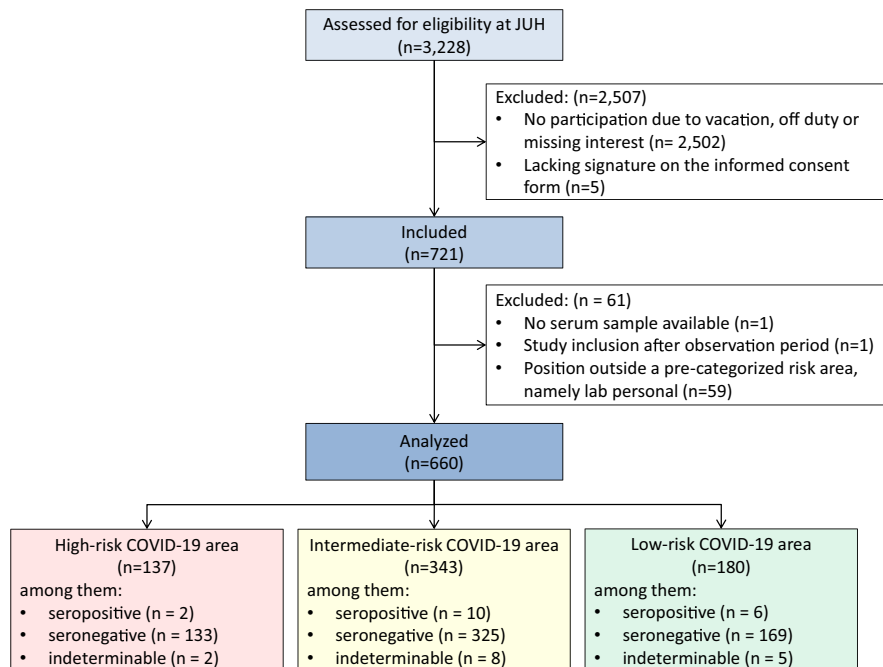 Assessed for eligibility at JUH
(n=3,228)
Excluded: (n=2,507)
• No participation due to vacation, off duty or
missing interest (n= 2,502)
• Lacking signature on the informed consent
form (n=5)
Included
(n=721)
Excluded: (n = 61)
• No serum sample available (n=1)
• Study inclusion after observation period (n=1)
• Position outside a pre-categorized risk area,
namely lab personal (n=59)
Analyzed
(n=660)
High-risk COVID-19 area
(n=137)
among them:
• seropositive (n = 2)
• seronegative (n = 133)
• indeterminable (n = 2)
Intermediate-risk COVID-19 area
(n=343)
among them:
• seropositive (n = 10)
• seronegative (n = 325)
• indeterminable (n = 8)
Low-risk COVID-19 area
(n=180)
among them:
• seropositive (n = 6)
• seronegative (n = 169)
• indeterminable (n = 5)